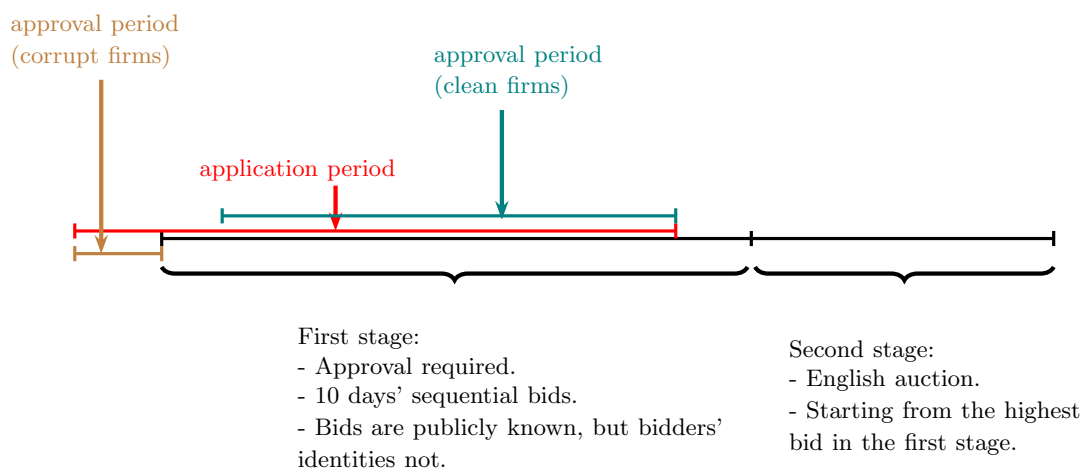 approval period
(corrupt firms)
approval period
(clean firms)
application period
First stage:
- Approval required.
- 10 days’ sequential bids.
- Bids are publicly known, but bidders’
identities not.
Second stage:
- English auction.
- Starting from the highest
bid in the first stage.